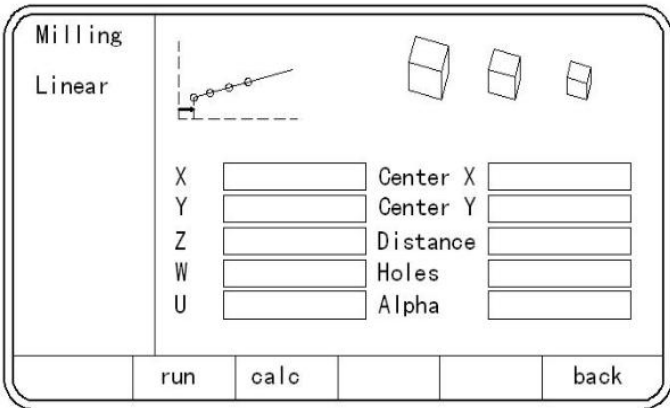 Milling
Linear
X Center X
Y Center Y
Z Distance
W Holes
U Alpha
run calc back